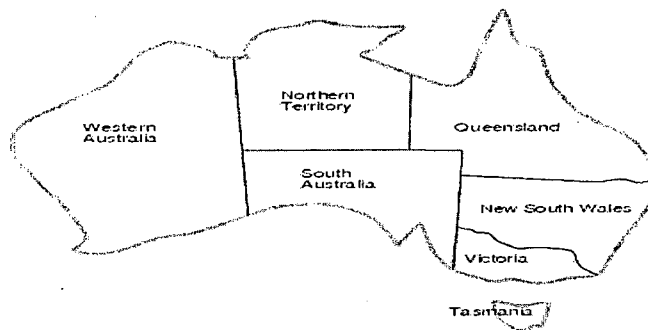 Northern
Territory
Western
Australia
Queensland
South
Australia
New South Wales
Victoria
Tasmania